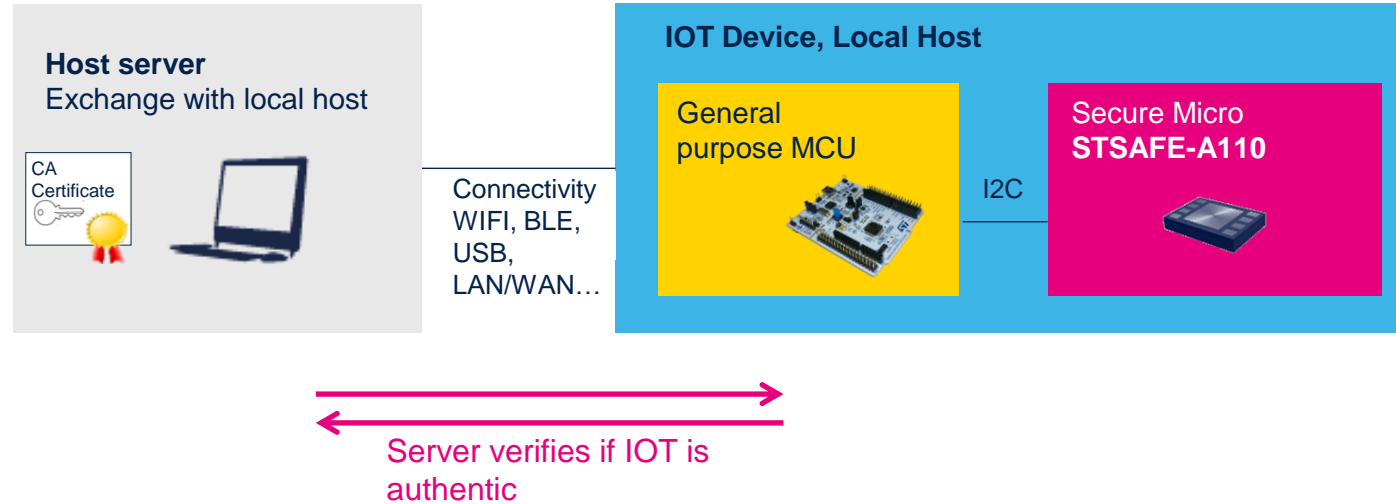 Host server
Exchange with local host
CA
Certificate
Connectivity
WIFI, BLE,
USB,
LAN/WAN…
IOT Device, Local Host
General
purpose MCU
I2C
Secure Micro
STSAFE-A110
Server verifies if IOT is
authentic